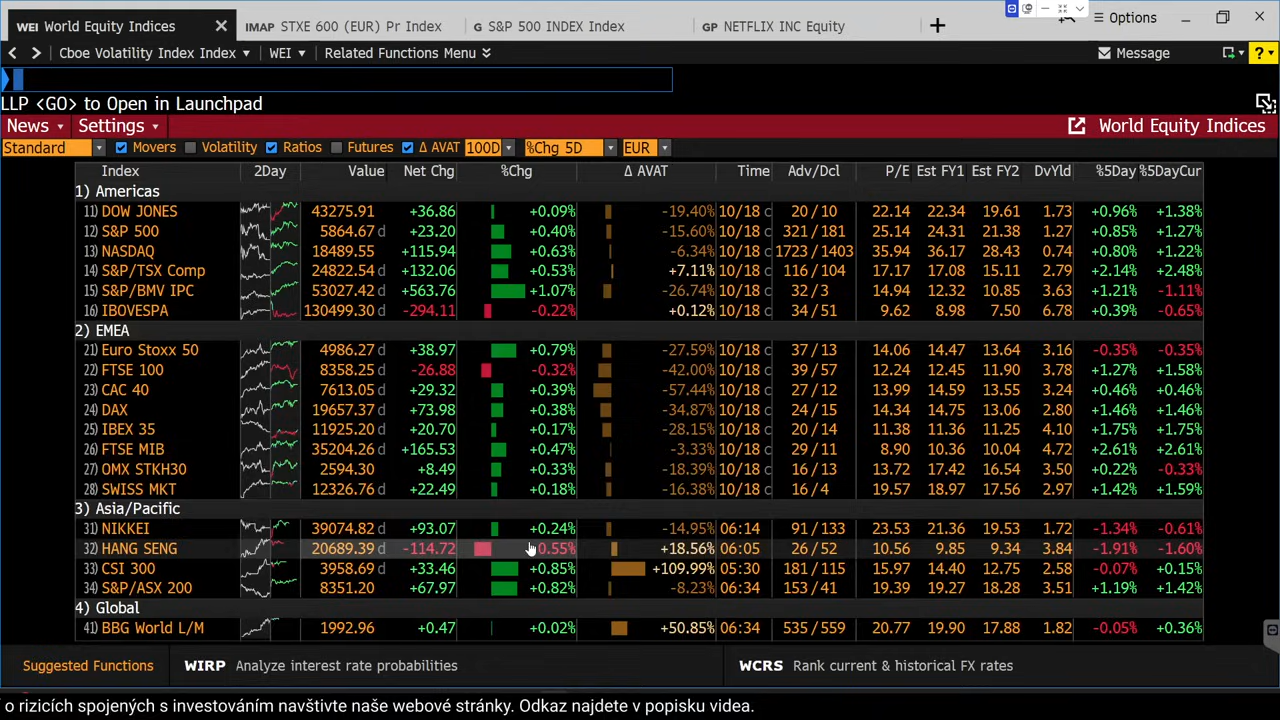 WEI World Equity Indices IMAP STXE 600 (EUR) Pr Index G S&P 500 INDEX Index GP NETFLIX INC Equity Options
Cboe Volatility Index Index WEI Related Functions Menu Message ?
LLP <GO> to Open in Launchpad
News Settings World Equity Indices
Standard Movers Volatility Ratios Futures Δ AVAT 100D %Chg 5D EUR
Index 2Day Value Net Chg %Chg Δ AVAT Time Adv/Dcl P/E Est FY1 Est FY2 DvYld %5Day %5DayCur
1) Americas
11) DOW JONES 43275.91 +36.86 +0.09% -19.40% 10/18 c 20 / 10 22.14 22.34 19.61 1.73 +0.96% +1.38%
12) S&P 500 5864.67 d +23.20 +0.40% -15.60% 10/18 c 321 / 181 25.14 24.31 21.38 1.27 +0.85% +1.27%
13) NASDAQ 18489.55 +115.94 +0.63% -6.34% 10/18 c 1723 / 1403 35.94 36.17 28.43 0.74 +0.80% +1.22%
14) S&P/TSX Comp 24822.54 d +132.06 +0.53% +7.11% 10/18 c 116 / 104 17.17 17.08 15.11 2.79 +2.14% +2.48%
15) S&P/BMV IPC 53027.42 d +563.76 +1.07% -26.74% 10/18 c 32 / 3 14.94 12.32 10.85 3.63 +1.21% -1.11%
16) IBOVESPA 130499.30 d -294.11 -0.22% +0.12% 10/18 c 34 / 51 9.62 8.98 7.50 6.78 +0.39% -0.65%
2) EMEA
21) Euro Stoxx 50 4986.27 d +38.97 +0.79% -27.59% 10/18 c 37 / 13 14.06 14.47 13.64 3.16 -0.35% -0.35%
22) FTSE 100 8358.25 d -26.88 -0.32% -42.00% 10/18 c 39 / 57 12.24 12.45 11.90 3.78 +1.27% +1.58%
23) CAC 40 7613.05 d +29.32 +0.39% -57.44% 10/18 c 27 / 12 13.99 14.59 13.55 3.24 +0.46% +0.46%
24) DAX 19657.37 d +73.98 +0.38% -34.87% 10/18 c 24 / 15 14.34 14.75 13.06 2.80 +1.46% +1.46%
25) IBEX 35 11925.20 d +20.70 +0.17% -28.15% 10/18 c 15 / 20 11.38 11.36 11.25 4.10 +1.75% +1.75%
26) FTSE MIB 35204.26 d +165.53 +0.47% -3.33% 10/18 c 29 / 11 8.90 10.36 10.04 4.72 +2.61% +2.61%
27) OMX STKH30 2594.30 +8.49 +0.33% -18.39% 10/18 c 16 / 13 13.72 17.42 16.54 3.50 +0.22% -0.33%
28) SWISS MKT 12326.76 d +22.49 +0.18% -16.38% 10/18 c 16 / 4 19.57 18.97 17.56 2.97 +1.42% +1.59%
3) Asia/Pacific
31) NIKKEI 39074.82 d +93.07 +0.24% -14.95% 06:14 91 / 133 23.53 21.36 19.53 1.72 -1.34% -0.61%
32) HANG SENG 20689.39 d -114.72 0.55% +18.56% 06:05 26 / 52 10.56 9.85 9.34 3.84 -1.91% -1.60%
33) CSI 300 3958.69 d +33.46 +0.85% +109.99% 05:30 181 / 115 15.97 14.40 12.75 2.58 -0.07% +0.15%
34) S&P/ASX 200 8351.20 +67.97 +0.82% -8.23% 06:34 153 / 41 19.39 19.27 18.28 3.51 +1.19% +1.42%
4) Global
41) BBG World L/M 1992.96 +0.47 +0.02% +50.85% 06:34 535 / 559 20.77 19.90 17.88 1.82 -0.05% +0.36%
Suggested Functions WIRP Analyze interest rate probabilities WCRS Rank current & historical FX rates
o rizicích spojených s investováním navštivte naše webové stránky. Odkaz najdete v popisku videa.